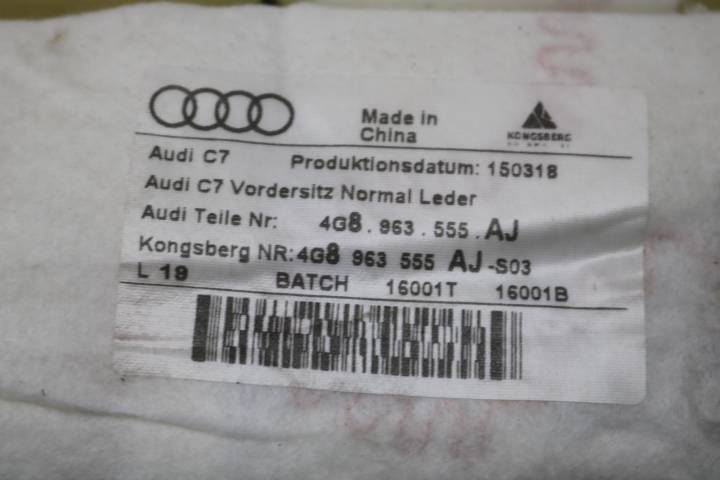 Made in
China
KONGSBERG
Audi C7 Produktionsdatum: 150318
Audi C7 Vordersitz Normal Leder
Audi Teile Nr: 4G8.963.555.AJ
Kongsberg NR:4G8 963 555 AJ-S03
L 19 BATCH 16001T 16001B